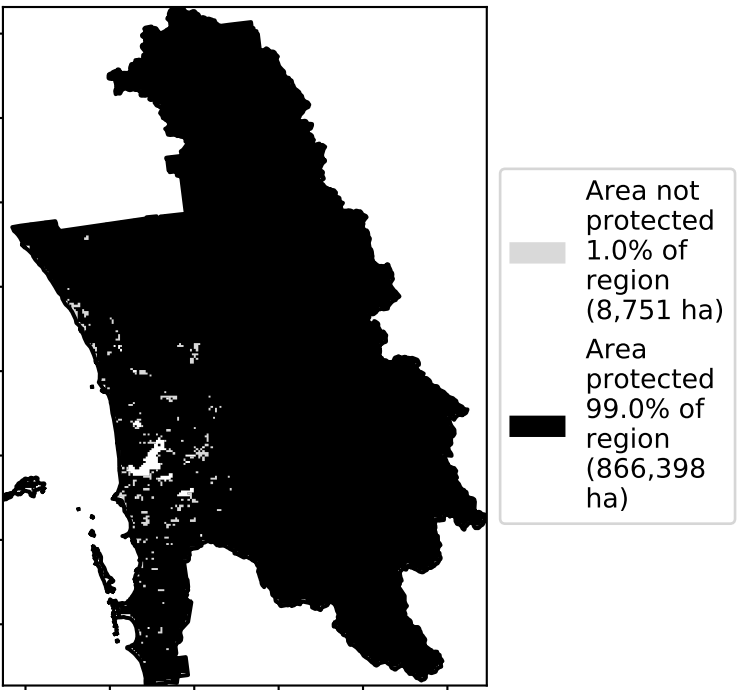 Area not
protected
1.0% of
region
(8,751 ha)
Area
protected
99.0% of
region
(866,398
ha)